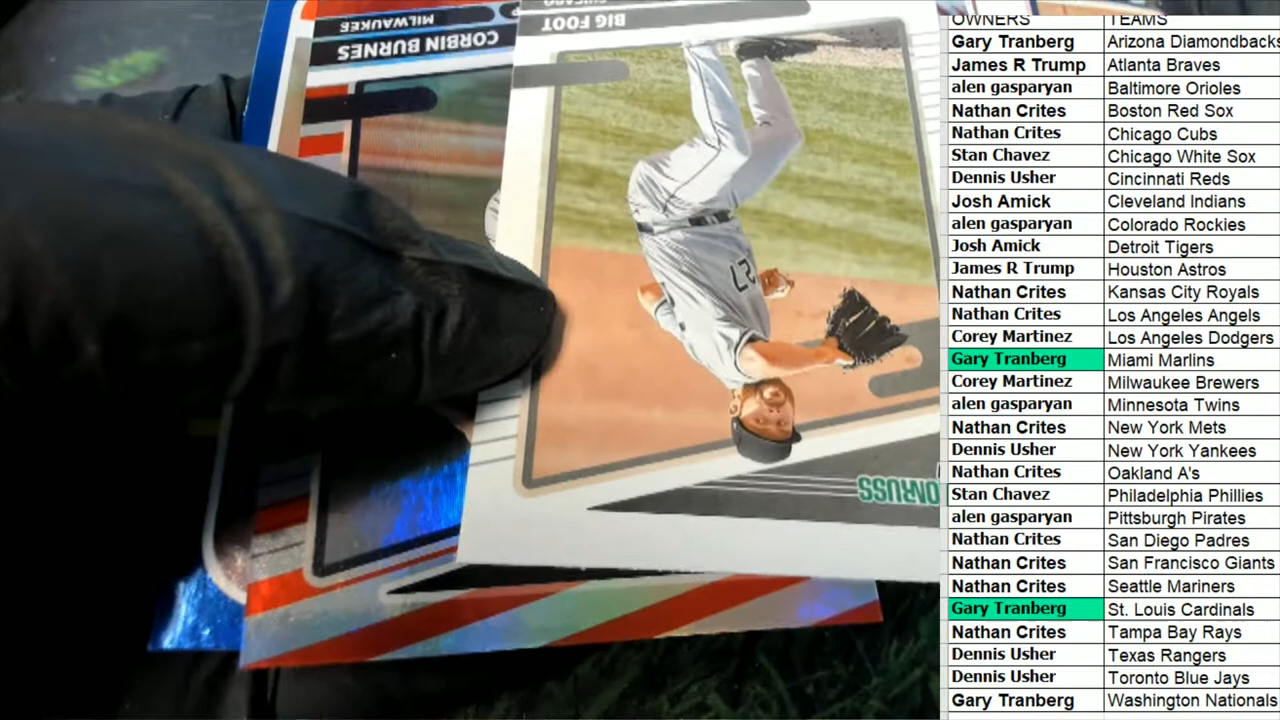 MILWAUKEE
CORBIN BURNES
CHICAGO
BIG FOOT
27
ONRUSS
OWNERS TEAMS
Gary Tranberg Arizona Diamondbacks
James R Trump Atlanta Braves
alen gasparyan Baltimore Orioles
Nathan Crites Boston Red Sox
Nathan Crites Chicago Cubs
Stan Chavez Chicago White Sox
Dennis Usher Cincinnati Reds
Josh Amick Cleveland Indians
alen gasparyan Colorado Rockies
Josh Amick Detroit Tigers
James R Trump Houston Astros
Nathan Crites Kansas City Royals
Nathan Crites Los Angeles Angels
Corey Martinez Los Angeles Dodgers
Gary Tranberg Miami Marlins
Corey Martinez Milwaukee Brewers
alen gasparyan Minnesota Twins
Nathan Crites New York Mets
Dennis Usher New York Yankees
Nathan Crites Oakland A's
Stan Chavez Philadelphia Phillies
alen gasparyan Pittsburgh Pirates
Nathan Crites San Diego Padres
Nathan Crites San Francisco Giants
Nathan Crites Seattle Mariners
Gary Tranberg St. Louis Cardinals
Nathan Crites Tampa Bay Rays
Dennis Usher Texas Rangers
Dennis Usher Toronto Blue Jays
Gary Tranberg Washington Nationals